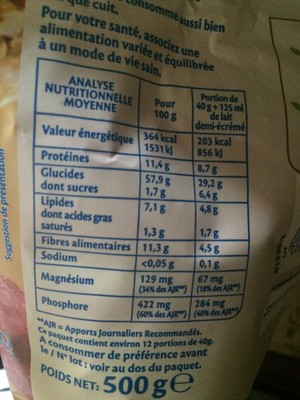 consomme aussi bien
que cuit.
Pour votre santé, associez une
alimentation variée et équilibrée
à un mode de vie sain.
ANALYSE
NUTRITIONNELLE
MOYENNE
Pour
100 g
Portion de
40 g + 125 ml
de lait
demi-écrémé
Valeur énergétique 364 kcal 203 kcal
1531 kJ 856 kJ
Protéines 11,4 g 8,7 g
Glucides 57,9 g 29,2 g
dont sucres 1,7 g 6,4 g
Lipides 7,1 g 4,8 g
dont acides gras
saturés 1,3 g 1,7 g
Fibres alimentaires 11,3 g 4,5 g
Sodium <0,05 g 0,1 g
Magnésium 129 mg 67 mg
(34% des AJR**) (18% des AJR**)
Phosphore 422 mg 284 mg
(60% des AJR**) (40% des AJR**)
**AJR = Apports Journaliers Recommandés.
Ce paquet contient environ 12 portions de 40g.
A consommer de préférence avant
le / N° lot : voir au dos du paquet.
POIDS NET: 500 g e
Suggestion de présentation